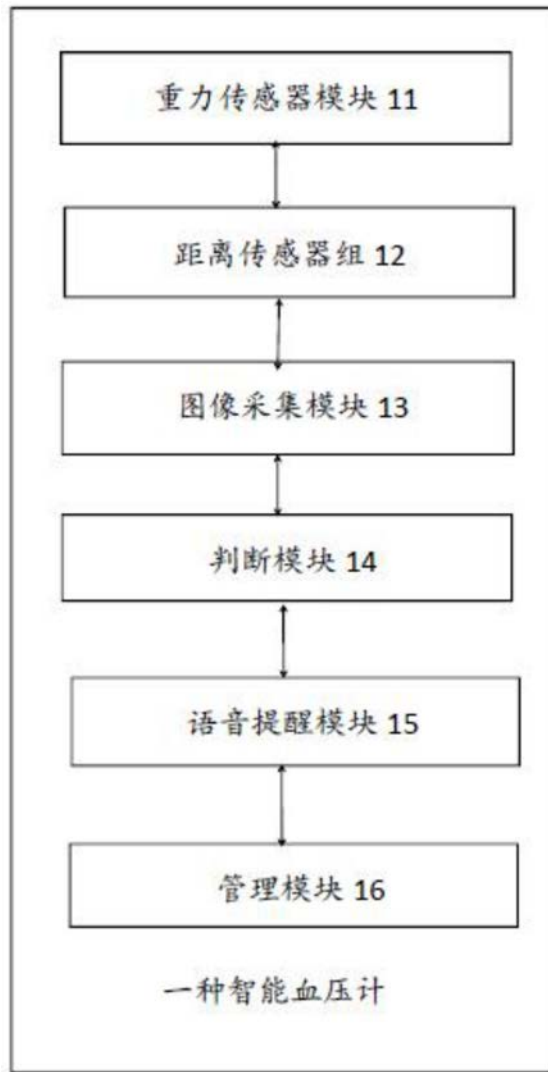 重力传感器模块 11
距离传感器组 12
图像采集模块 13
判断模块 14
语音提醒模块 15
管理模块 16
一种智能血压计